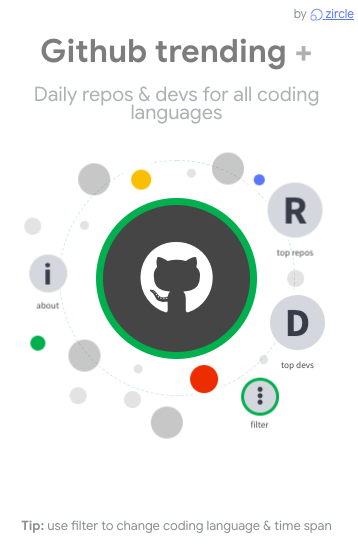 by zircle
Github trending +
Daily repos & devs for all coding
languages
R
top repos
i
about
D
top devs
filter
Tip: use filter to change coding language & time span